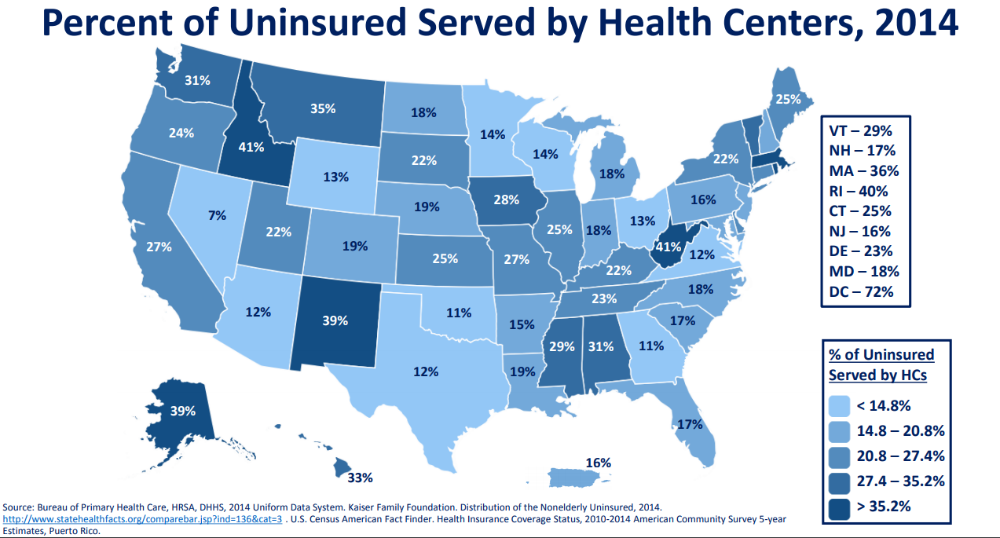 Percent of Uninsured Served by Health Centers, 2014
31%
35%
18%
14%
25%
24%
41%
13%
22%
14%
18%
22%
7%
22%
19%
19%
28%
25%
18%
13%
16%
41%
12%
27%
25%
27%
22%
23%
18%
12%
39%
11%
15%
17%
29%
31%
11%
12%
19%
17%
39%
33%
16%
VT – 29%
NH – 17%
MA – 36%
RI – 40%
CT – 25%
NJ – 16%
DE – 23%
MD – 18%
DC – 72%
% of Uninsured
Served by HCs
< 14.8%
14.8 – 20.8%
20.8 – 27.4%
27.4 – 35.2%
> 35.2%
Source: Bureau of Primary Health Care, HRSA, DHHS, 2014 Uniform Data System. Kaiser Family Foundation. Distribution of the Nonelderly Uninsured, 2014.
http://www.statehealthfacts.org/comparebar.jsp?ind=136&cat=3 . U.S. Census American Fact Finder. Health Insurance Coverage Status, 2010-2014 American Community Survey 5-year
Estimates, Puerto Rico.